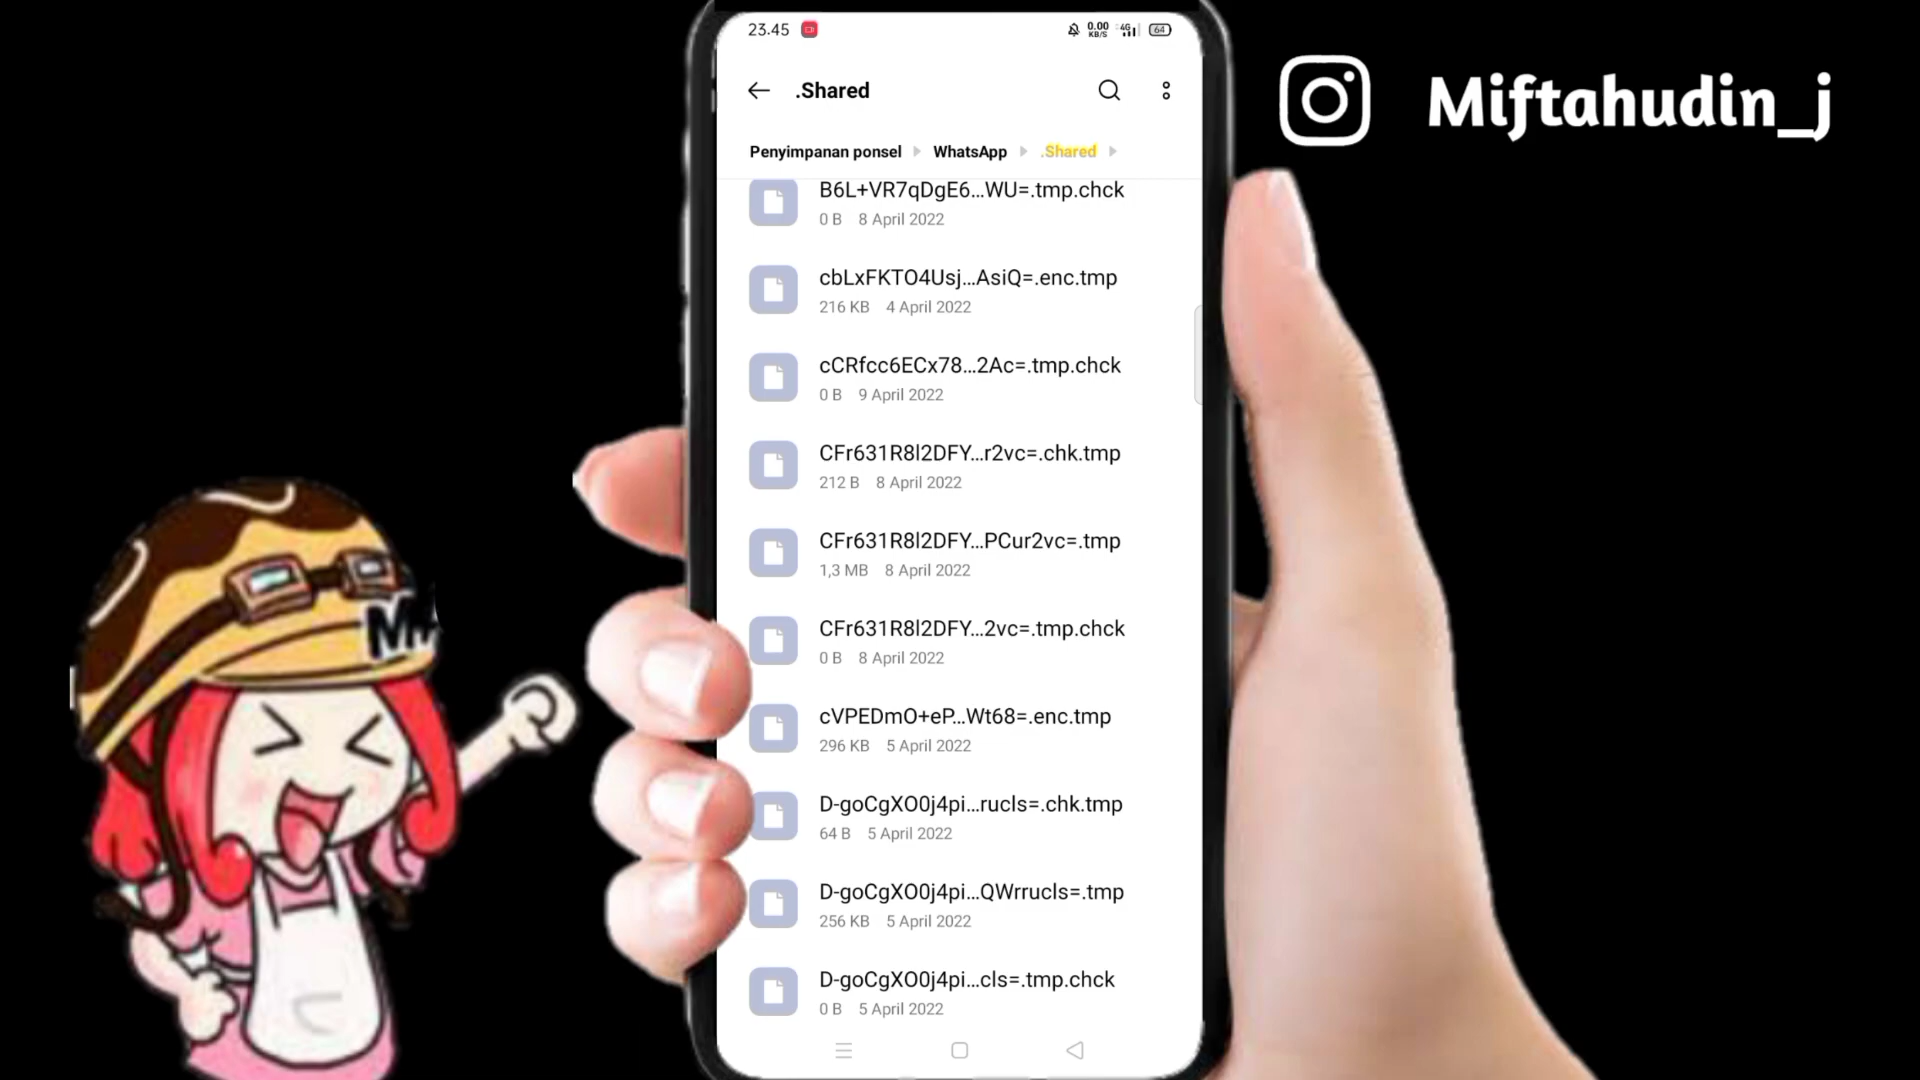 23.45
0.00
KB/S
4G
64
.Shared
Miftahudin_j
Penyimpanan ponsel
WhatsApp
.Shared
B6L+VR7qDgE6...WU=.tmp.chck
0 B 8 April 2022
cbLxFKTO4Usj...AsiQ=.enc.tmp
216 KB 4 April 2022
cCRfcc6ECx78...2Ac=.tmp.chck
0 B 9 April 2022
CFr631R8l2DFY...r2vc=.chk.tmp
212 B 8 April 2022
CFr631R8l2DFY...PCur2vc=.tmp
1,3 MB 8 April 2022
CFr631R8l2DFY...2vc=.tmp.chck
0 B 8 April 2022
cVPEDmO+eP...Wt68=.enc.tmp
296 KB 5 April 2022
D-goCgXO0j4pi...rucls=.chk.tmp
64 B 5 April 2022
D-goCgXO0j4pi...QWrrucls=.tmp
256 KB 5 April 2022
D-goCgXO0j4pi...cls=.tmp.chck
0 B 5 April 2022